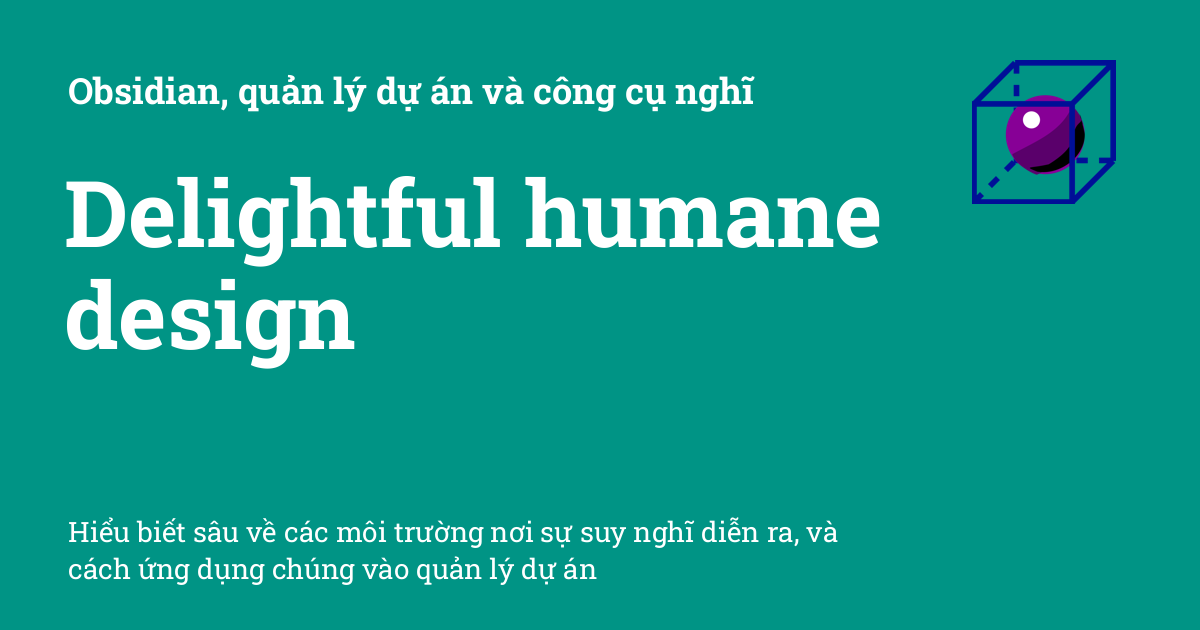 Obsidian, quản lý dự án và công cụ nghĩ
Delightful humane
design
Hiểu biết sâu về các môi trường nơi sự suy nghĩ diễn ra, và
cách ứng dụng chúng vào quản lý dự án